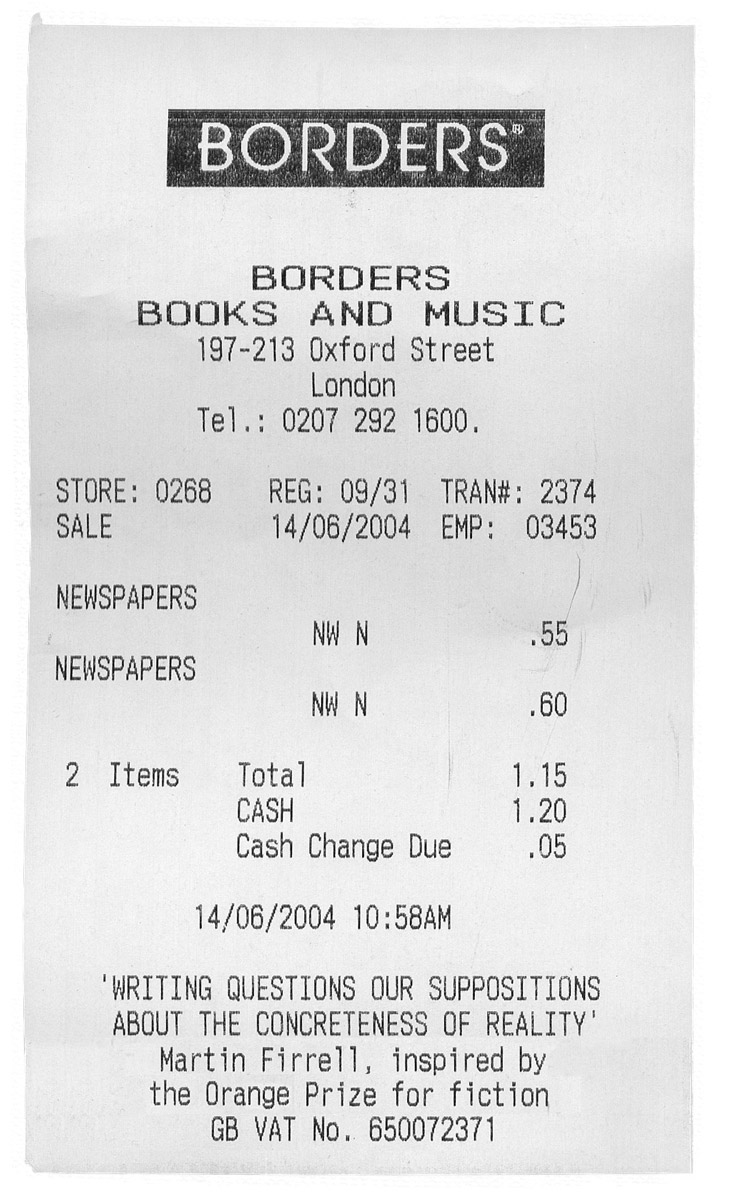 BORDERS®
BORDERS
BOOKS AND MUSIC
197-213 Oxford Street
London
Tel.: 0207 292 1600.
STORE: 0268 REG: 09/31 TRAN#: 2374
SALE 14/06/2004 EMP: 03453
NEWSPAPERS
NW N .55
NEWSPAPERS
NW N .60
2 Items Total 1.15
CASH 1.20
Cash Change Due .05
14/06/2004 10:58AM
'WRITING QUESTIONS OUR SUPPOSITIONS
ABOUT THE CONCRETENESS OF REALITY'
Martin Firrell, inspired by
the Orange Prize for fiction
GB VAT No. 650072371